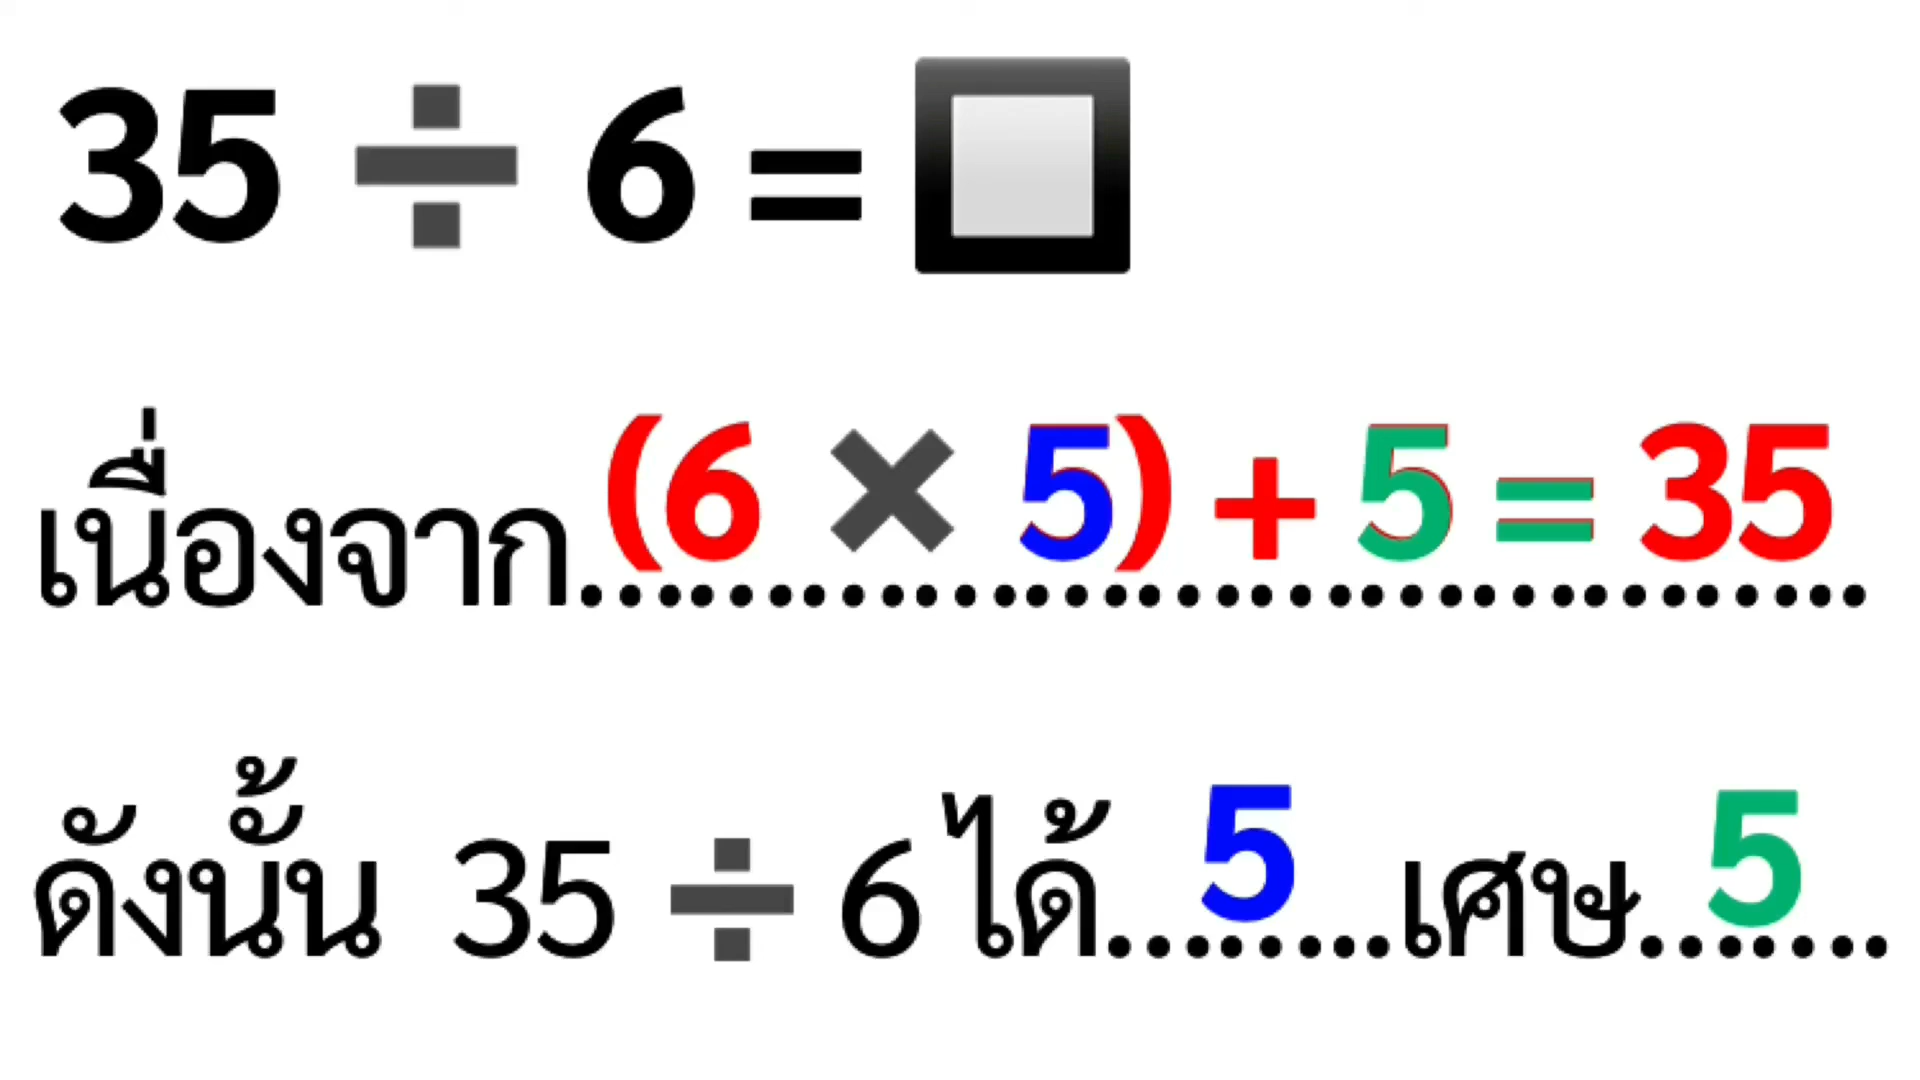 35 ÷ 6 = □
เนื่องจาก (6 × 5) + 5 = 35
ดังนั้น 35 ÷ 6 ได้ 5 เศษ 5